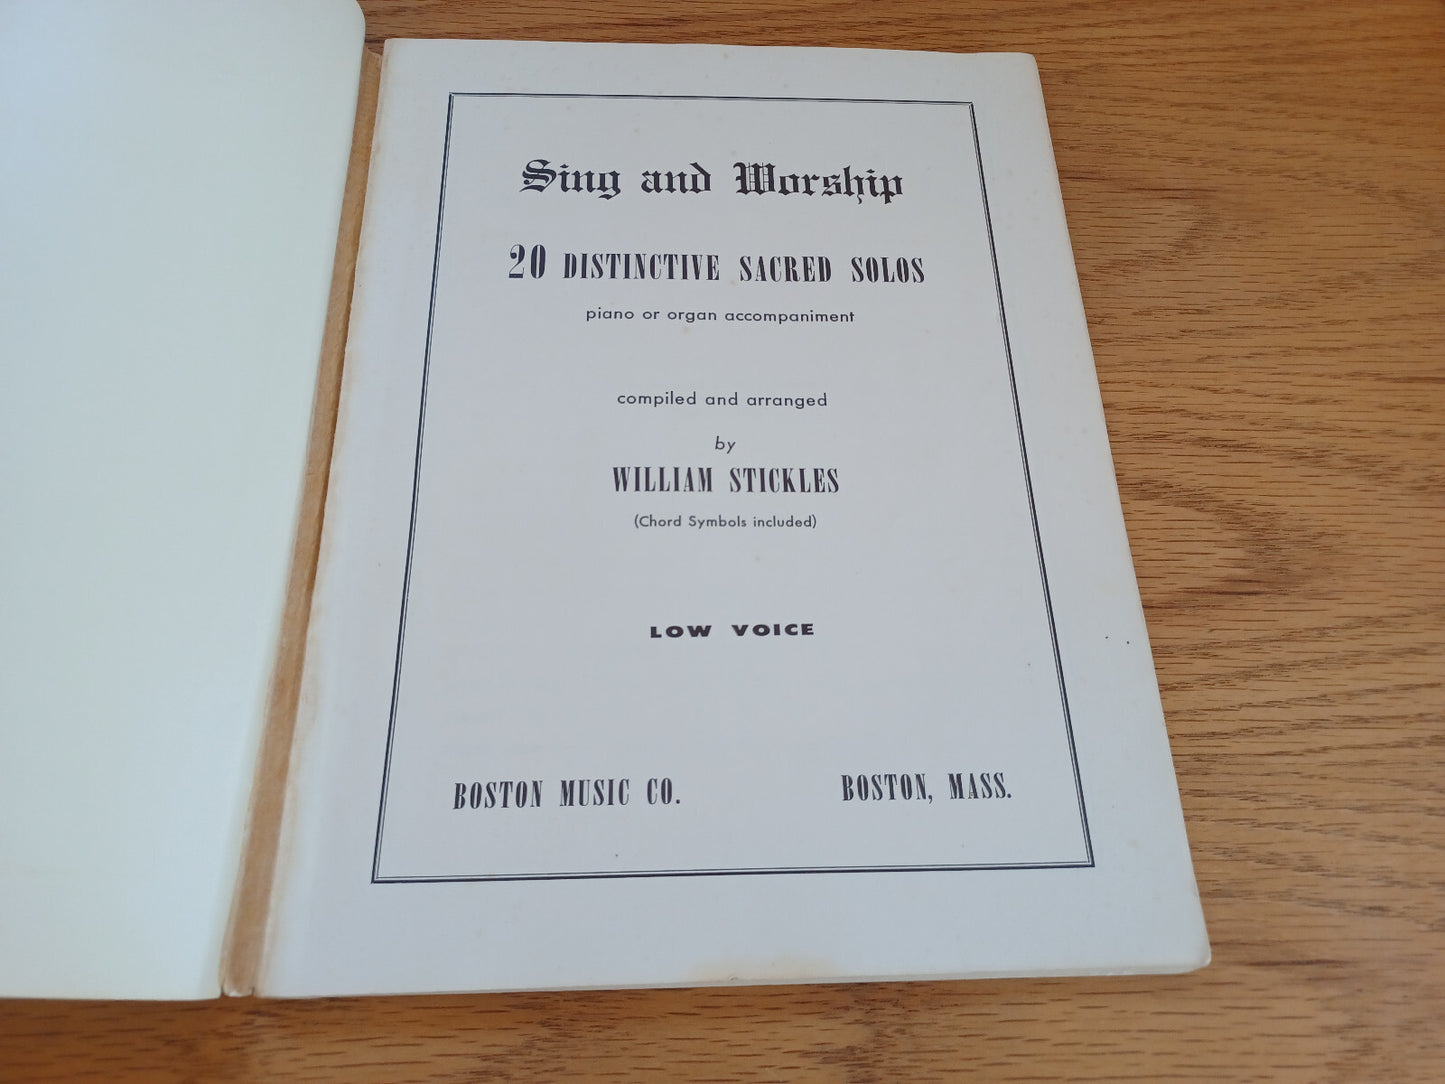 Sing and Worship
20 DISTINCTIVE SACRED SOLOS
piano or organ accompaniment
compiled and arranged
by
WILLIAM STICKLES
(Chord Symbols included)
LOW VOICE
BOSTON MUSIC CO. BOSTON, MASS.